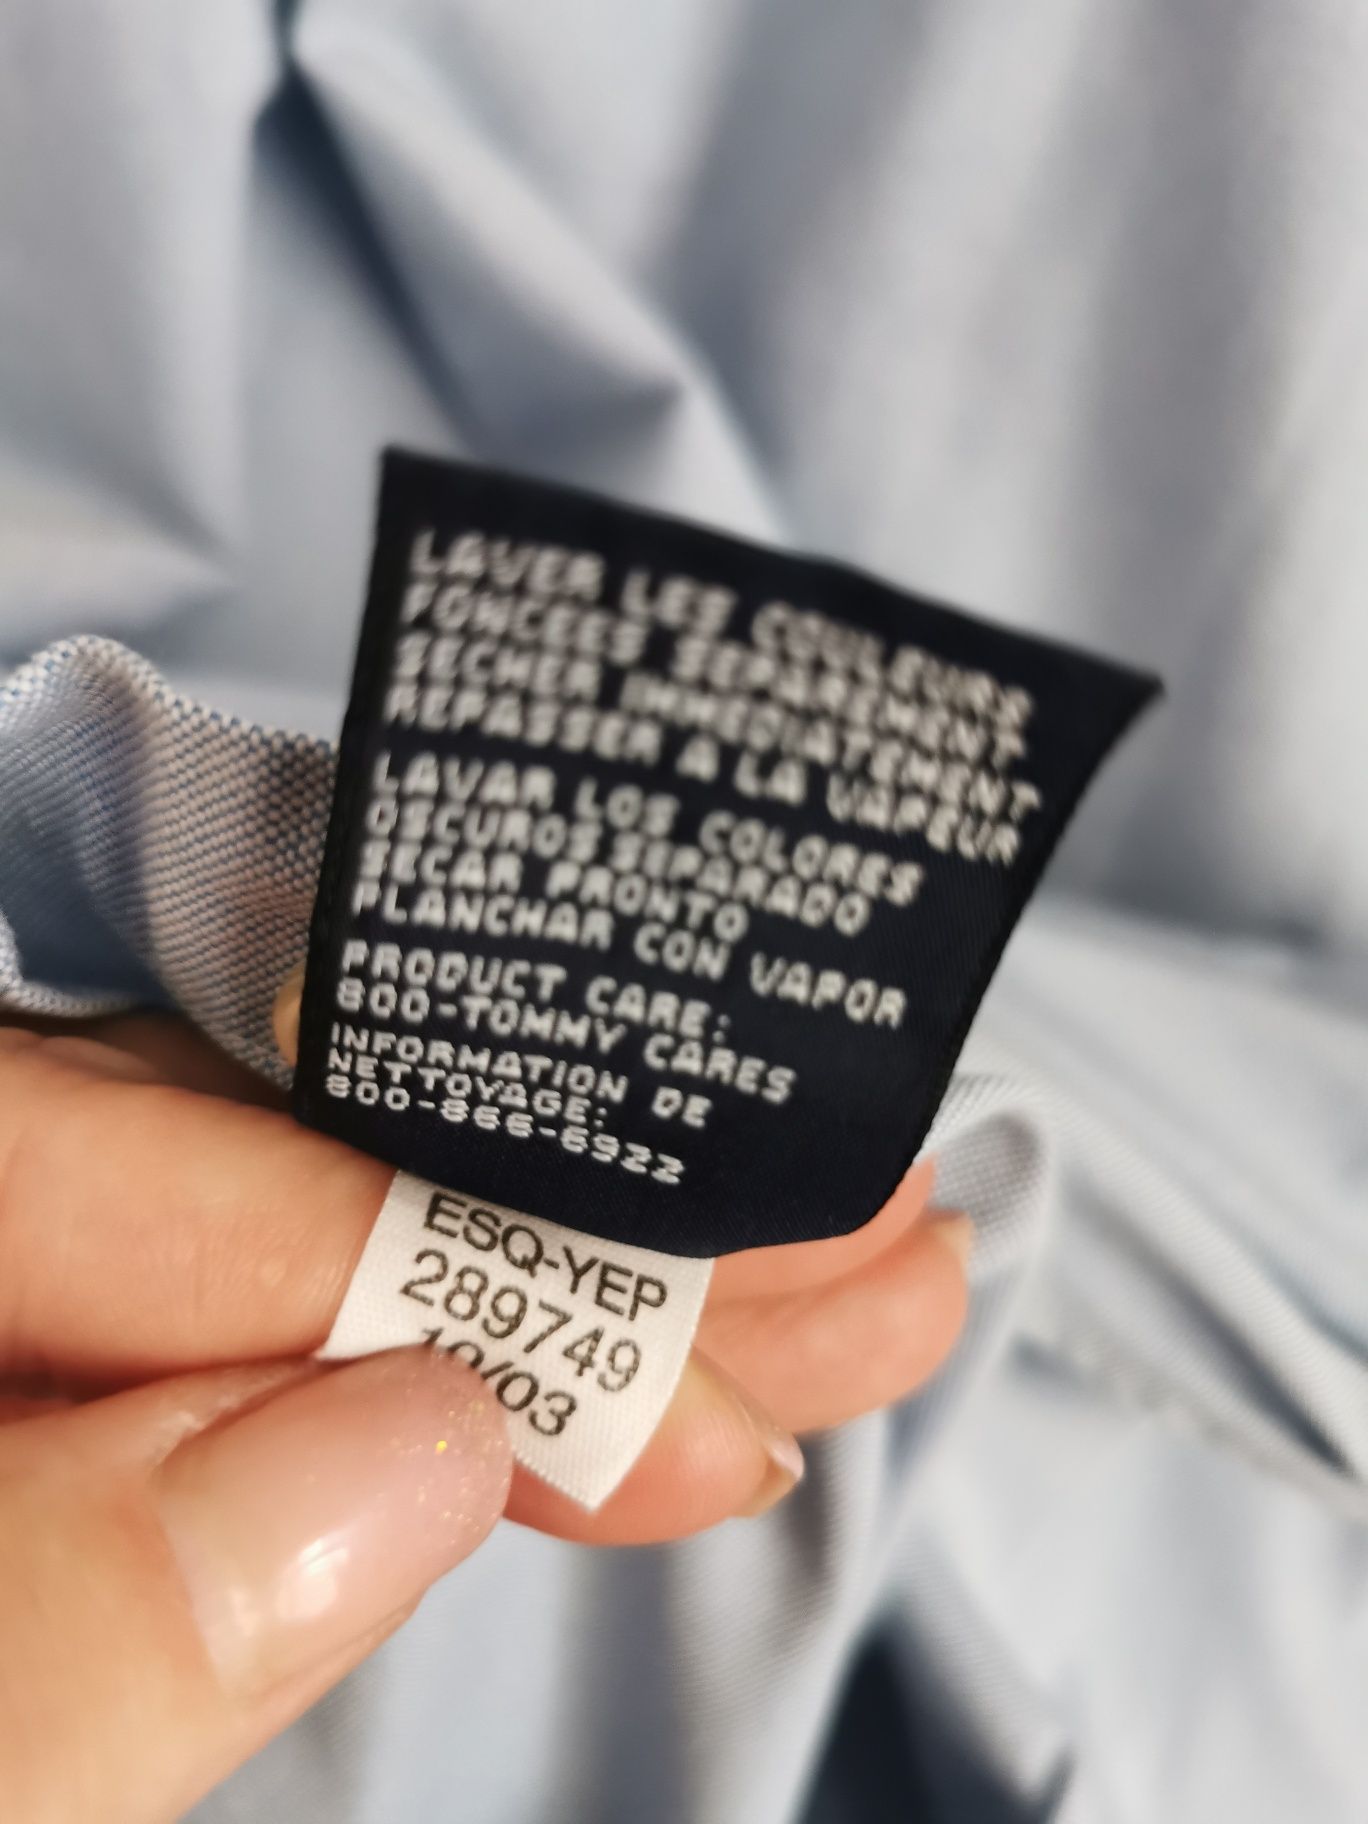 LAVER LES COULEURS
FONCEES SEPAREMENT
SECHER IMMEDIATEMENT
REPASSER A LA VAPEUR
LAVAR LOS COLORES
OSCUROS SEPARADO
SECAR PRONTO
PLANCHAR CON VAPOR
PRODUCT CARE:
800-TOMMY CARES
INFORMATION DE
NETTOYAGE:
800-866-6922
ESQ-YEP
289749
/03